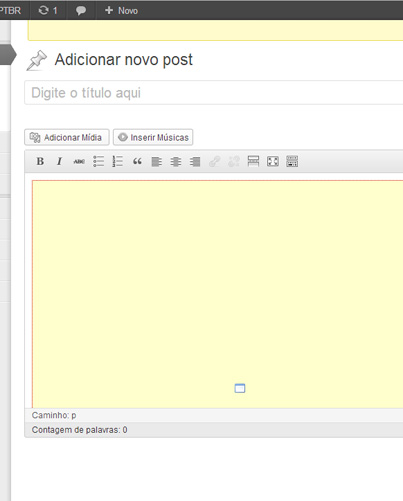 PTBR 1 + Novo
Adicionar novo post
Digite o título aqui
Adicionar Mídia Inserir Músicas
B I ABC
Caminho: p
Contagem de palavras: 0